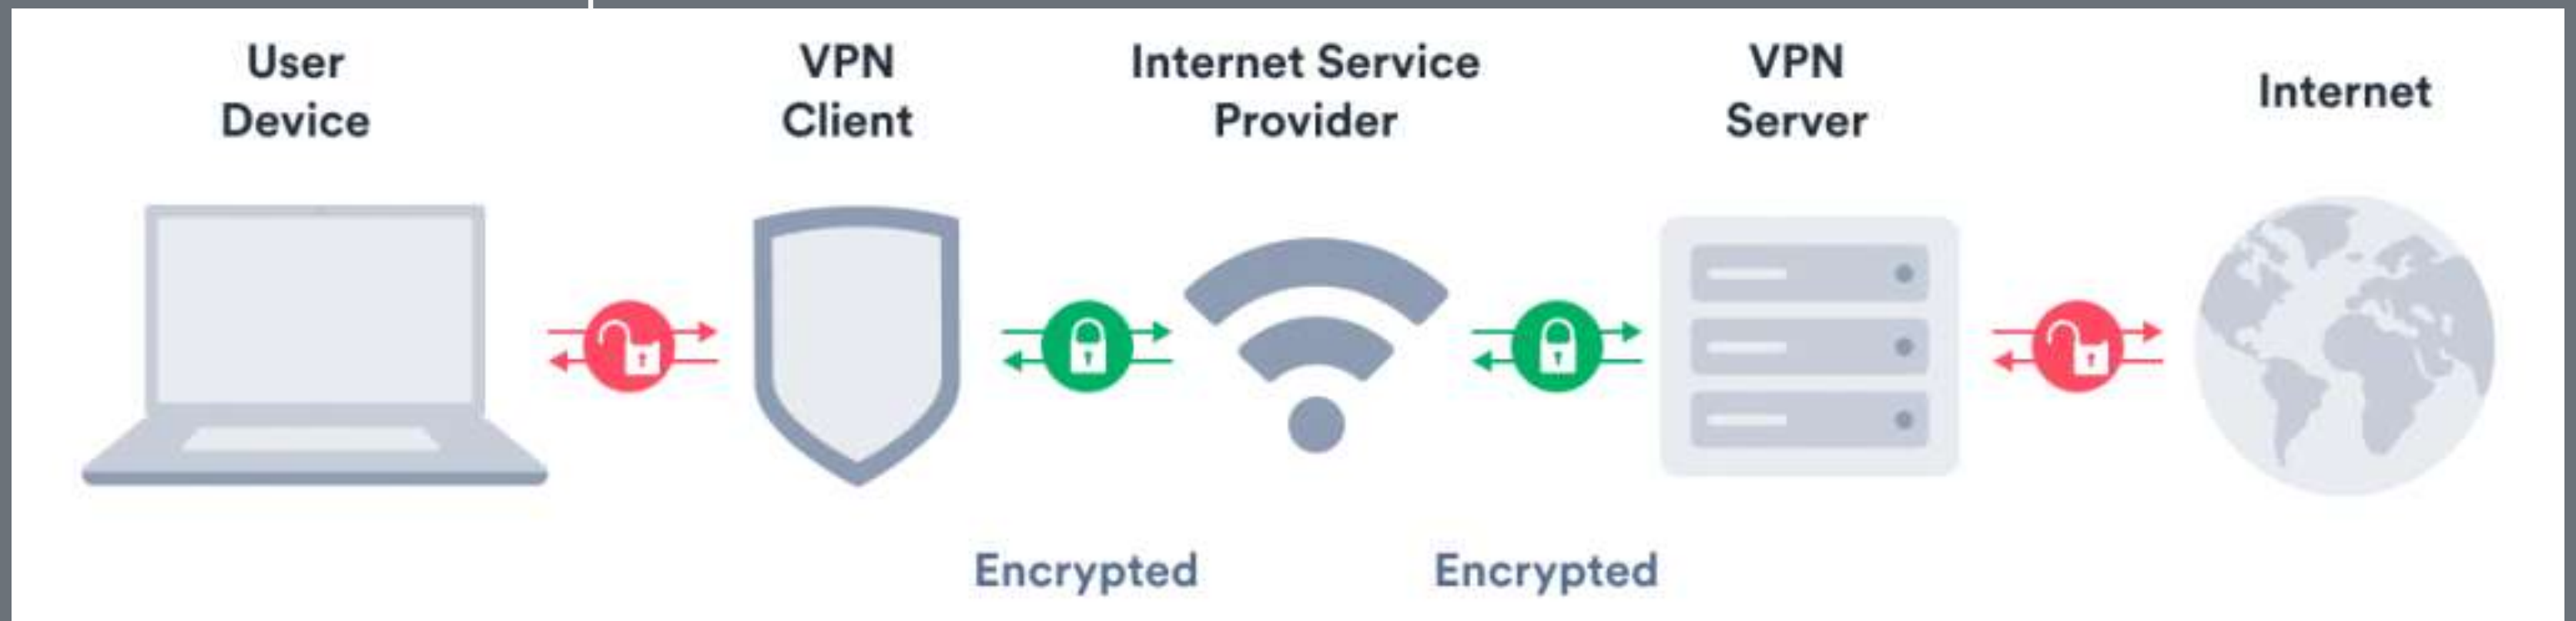 User
Device
VPN
Client
Internet Service
Provider
VPN
Server
Internet
Encrypted
Encrypted